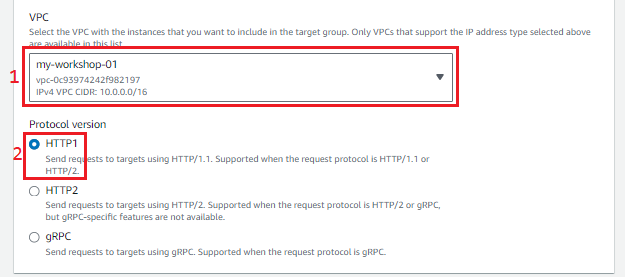 VPC
Select the VPC with the instances that you want to include in the target group. Only VPCs that support the IP address type selected above
are available in this list.
1
my-workshop-01
vpc-0c93974242f982197
IPv4 VPC CIDR: 10.0.0.0/16
Protocol version
2
HTTP1
Send requests to targets using HTTP/1.1. Supported when the request protocol is HTTP/1.1 or
HTTP/2.
HTTP2
Send requests to targets using HTTP/2. Supported when the request protocol is HTTP/2 or gRPC,
but gRPC-specific features are not available.
gRPC
Send requests to targets using gRPC. Supported when the request protocol is gRPC.